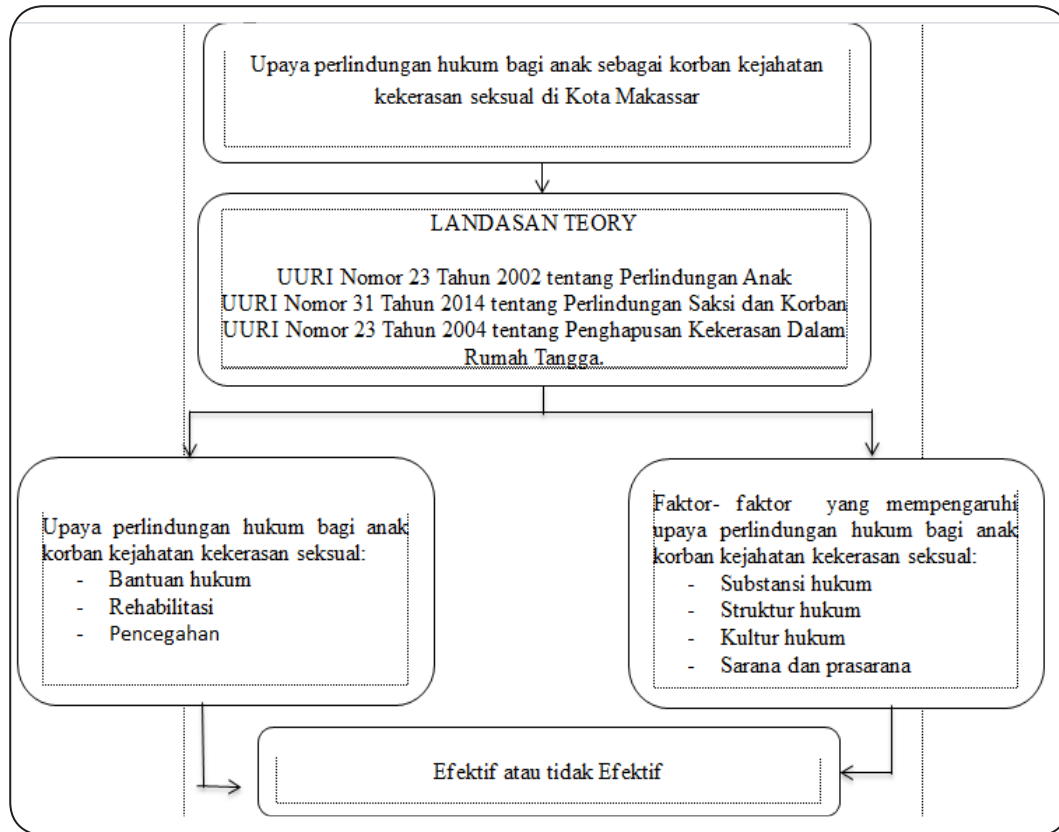 Upaya perlindungan hukum bagi anak sebagai korban kejahatan
kekerasan seksual di Kota Makassar
LANDASAN TEORY
UURI Nomor 23 Tahun 2002 tentang Perlindungan Anak
UURI Nomor 31 Tahun 2014 tentang Perlindungan Saksi dan Korban
UURI Nomor 23 Tahun 2004 tentang Penghapusan Kekerasan Dalam
Rumah Tangga.
Upaya perlindungan hukum bagi anak
korban kejahatan kekerasan seksual:
- Bantuan hukum
- Rehabilitasi
- Pencegahan
Faktor- faktor yang mempengaruhi
upaya perlindungan hukum bagi anak
korban kejahatan kekerasan seksual:
- Substansi hukum
- Struktur hukum
- Kultur hukum
- Sarana dan prasarana
Efektif atau tidak Efektif